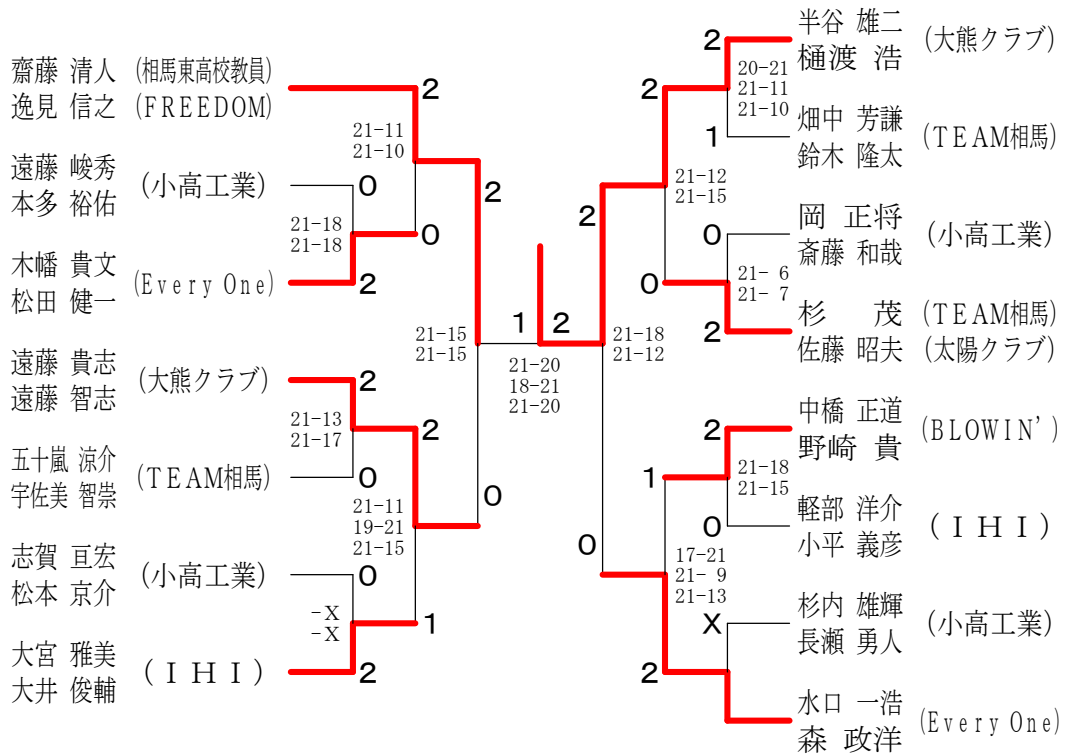 齋藤 清人 (相馬東高校教員)
逸見 信之 (FREEDOM)
2
21-11
21-10
遠藤 峻秀
本多 裕佑
(小高工業)
0
21-18
21-18
0
木幡 貴文
松田 健一
(Every One)
2
2
21-15
21-15
遠藤 貴志
遠藤 智志
(大熊クラブ)
2
21-13
21-17
2
五十嵐 涼介
宇佐美 智崇
(TEAM相馬)
0
21-11
19-21
21-15
0
志賀 亘宏
松本 京介
(小高工業)
0
-X
-X
1
大宮 雅美
大井 俊輔
(IHI)
2
1 2
21-20
18-21
21-20
半谷 雄二
樋渡 浩
(大熊クラブ)
2
20-21
21-11
21-10
2
畑中 芳謙
鈴木 隆太
(TEAM相馬)
1
21-12
21-15
2
岡 正将
斎藤 和哉
(小高工業)
0
21- 6
21- 7
0
杉 茂 (TEAM相馬)
佐藤 昭夫 (太陽クラブ)
2
21-18
21-12
中橋 正道
野崎 貴
(BLOWIN')
2
21-18
21-15
1
軽部 洋介
小平 義彦
(IHI)
0
17-21
21- 9
21-13
0
杉内 雄輝
長瀬 勇人
(小高工業)
X
2
水口 一浩
森 政洋
(Every One)